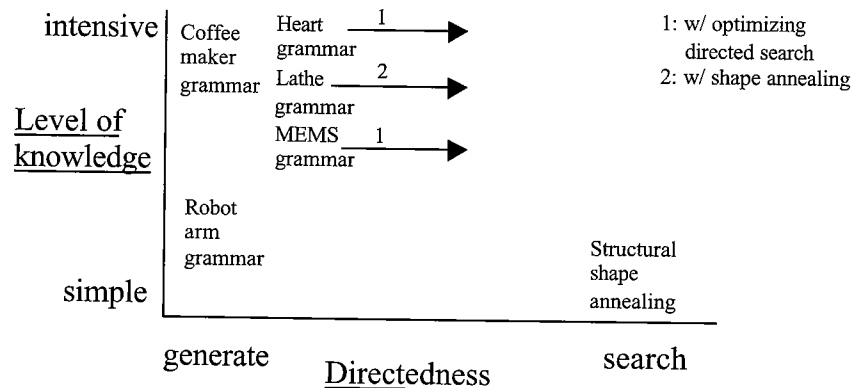 intensive
Coffee
maker
grammar
Heart
grammar
1
Lathe
grammar
2
MEMS
grammar
1
1: w/ optimizing
directed search
2: w/ shape annealing
Level of
knowledge
Robot
arm
grammar
Structural
shape
annealing
simple
generate
Directedness
search